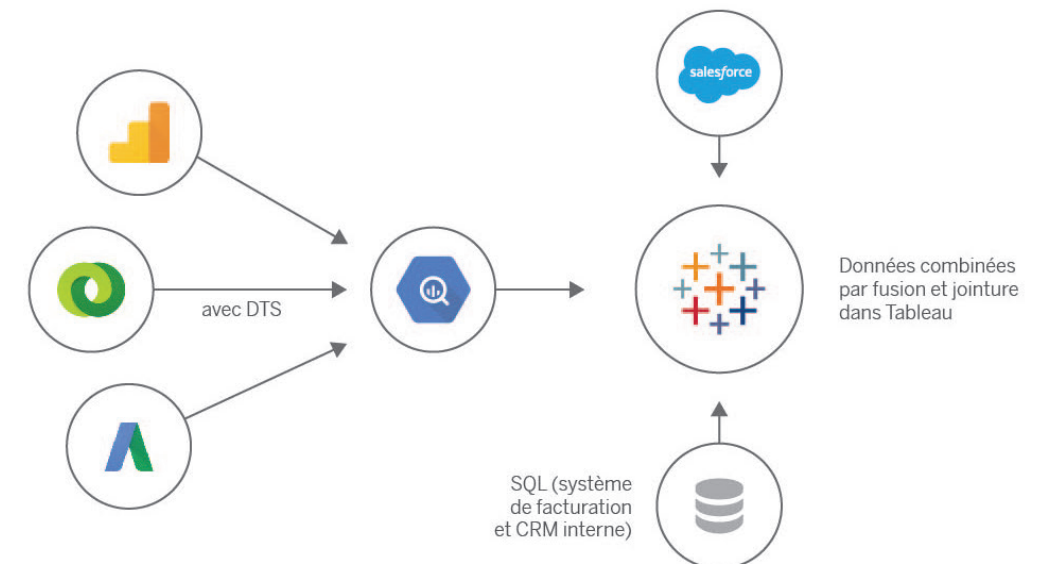 salesforce
avec DTS
Données combinées
par fusion et jointure
dans Tableau
SQL (système
de facturation
et CRM interne)